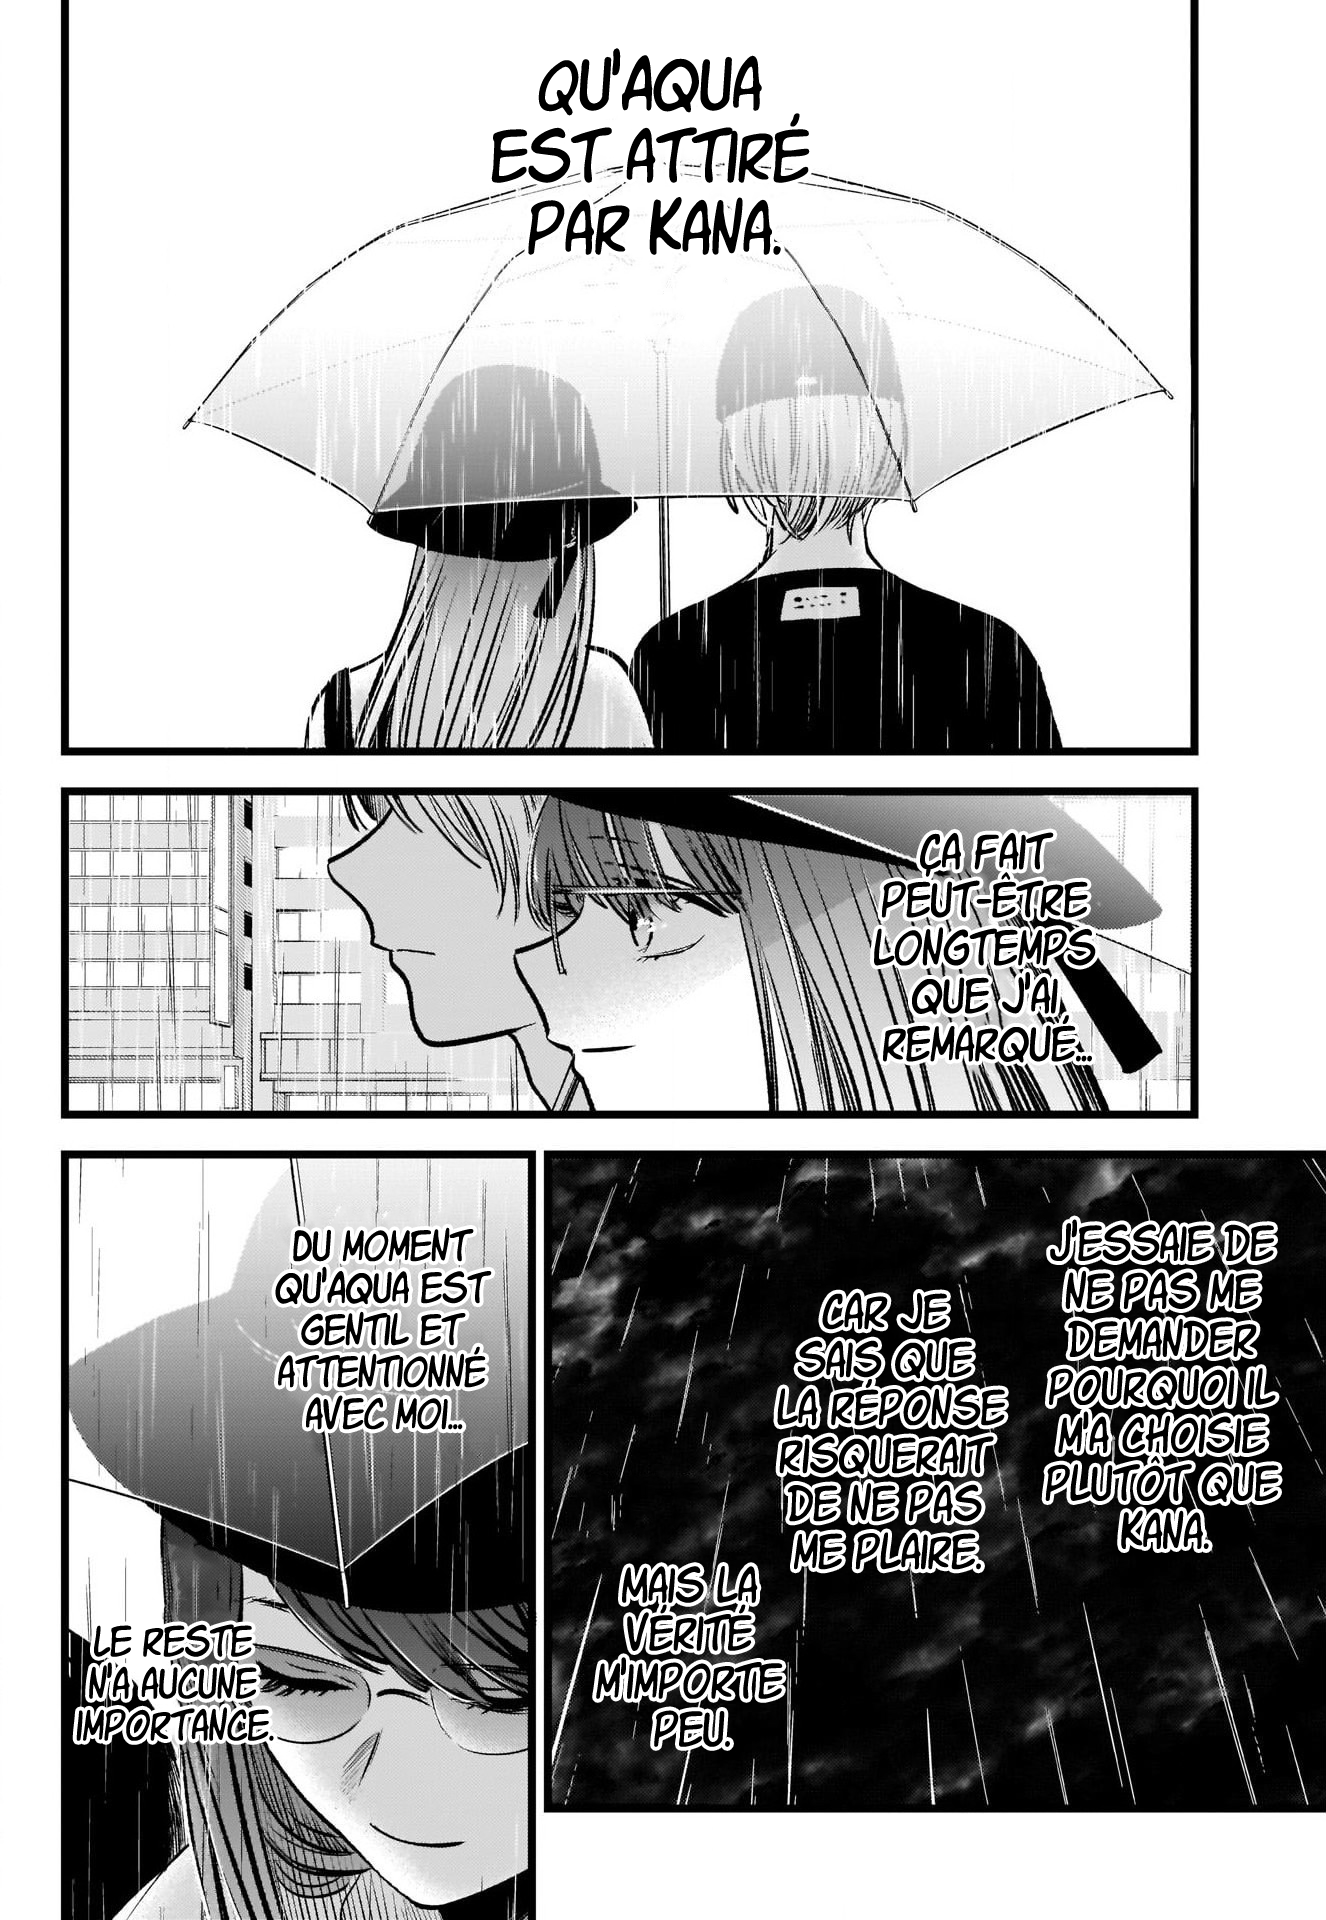 QU'AQUA
EST ATTIRÉ
PAR KANA.
ÇA FAIT
PEUT-ÊTRE
LONGTEMPS
QUE J'AI
REMARQUÉ...
J'ESSAIE DE
NE PAS ME
DEMANDER
POURQUOI IL
M'A CHOISIE
PLUTÔT QUE
KANA.
CAR JE
SAIS QUE
LA RÉPONSE
RISQUERAIT
DE NE PAS
ME PLAIRE.
MAIS LA
VÉRITÉ
M'IMPORTE
PEU.
DU MOMENT
QU'AQUA EST
GENTIL ET
ATTENTIONNÉ
AVEC MOI...
LE RESTE
N'A AUCUNE
IMPORTANCE.